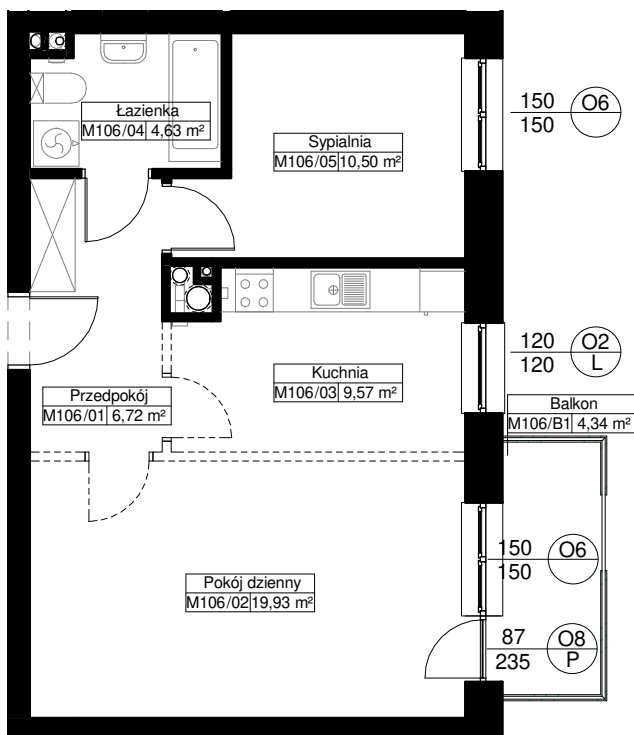 150 O6
150
Łazienka
M106/04 4,63 m²
Sypialnia
M106/05 10,50 m²
120 O2
120 L
Kuchnia
M106/03 9,57 m²
Przedpokój
M106/01 6,72 m²
Balkon
M106/B1 4,34 m²
150 O6
150
Pokój dzienny
M106/02 19,93 m²
87 O8
235 P